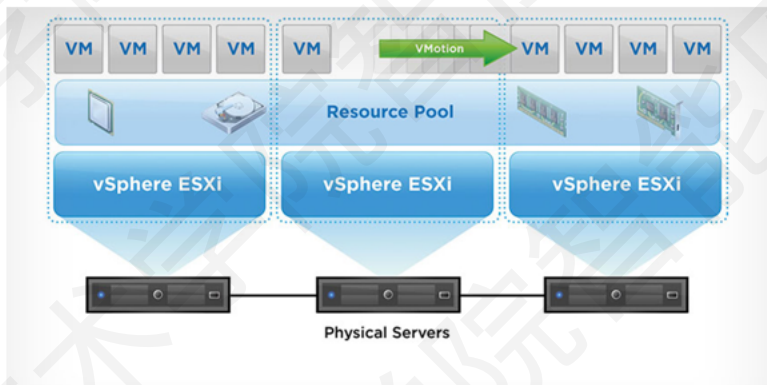 VM VM VM VM VM VMotion VM VM VM VM
Resource Pool
vSphere ESXi vSphere ESXi vSphere ESXi
Physical Servers